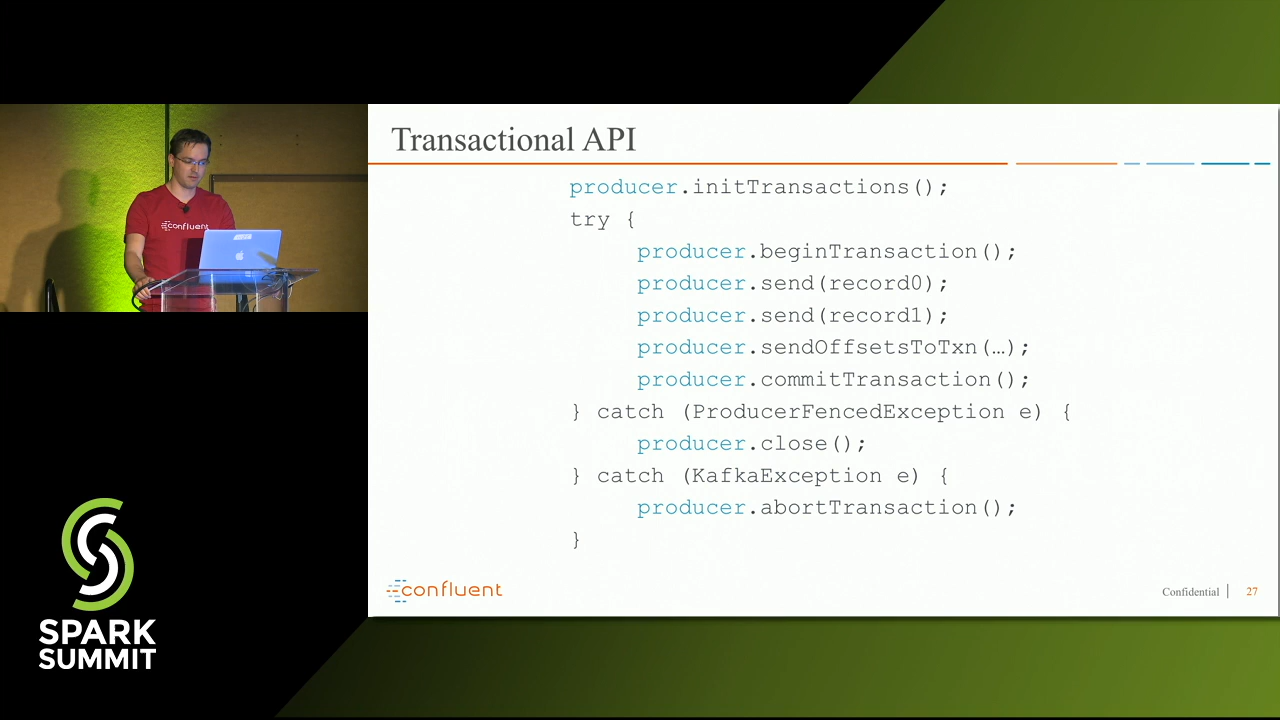 Transactional API
producer.initTransactions();
try {
producer.beginTransaction();
producer.send(record0);
producer.send(record1);
producer.sendOffsetsToTxn(…);
producer.commitTransaction();
} catch (ProducerFencedException e) {
producer.close();
} catch (KafkaException e) {
producer.abortTransaction();
}
confluent
Confidential | 27
confluent
SPARK
SUMMIT